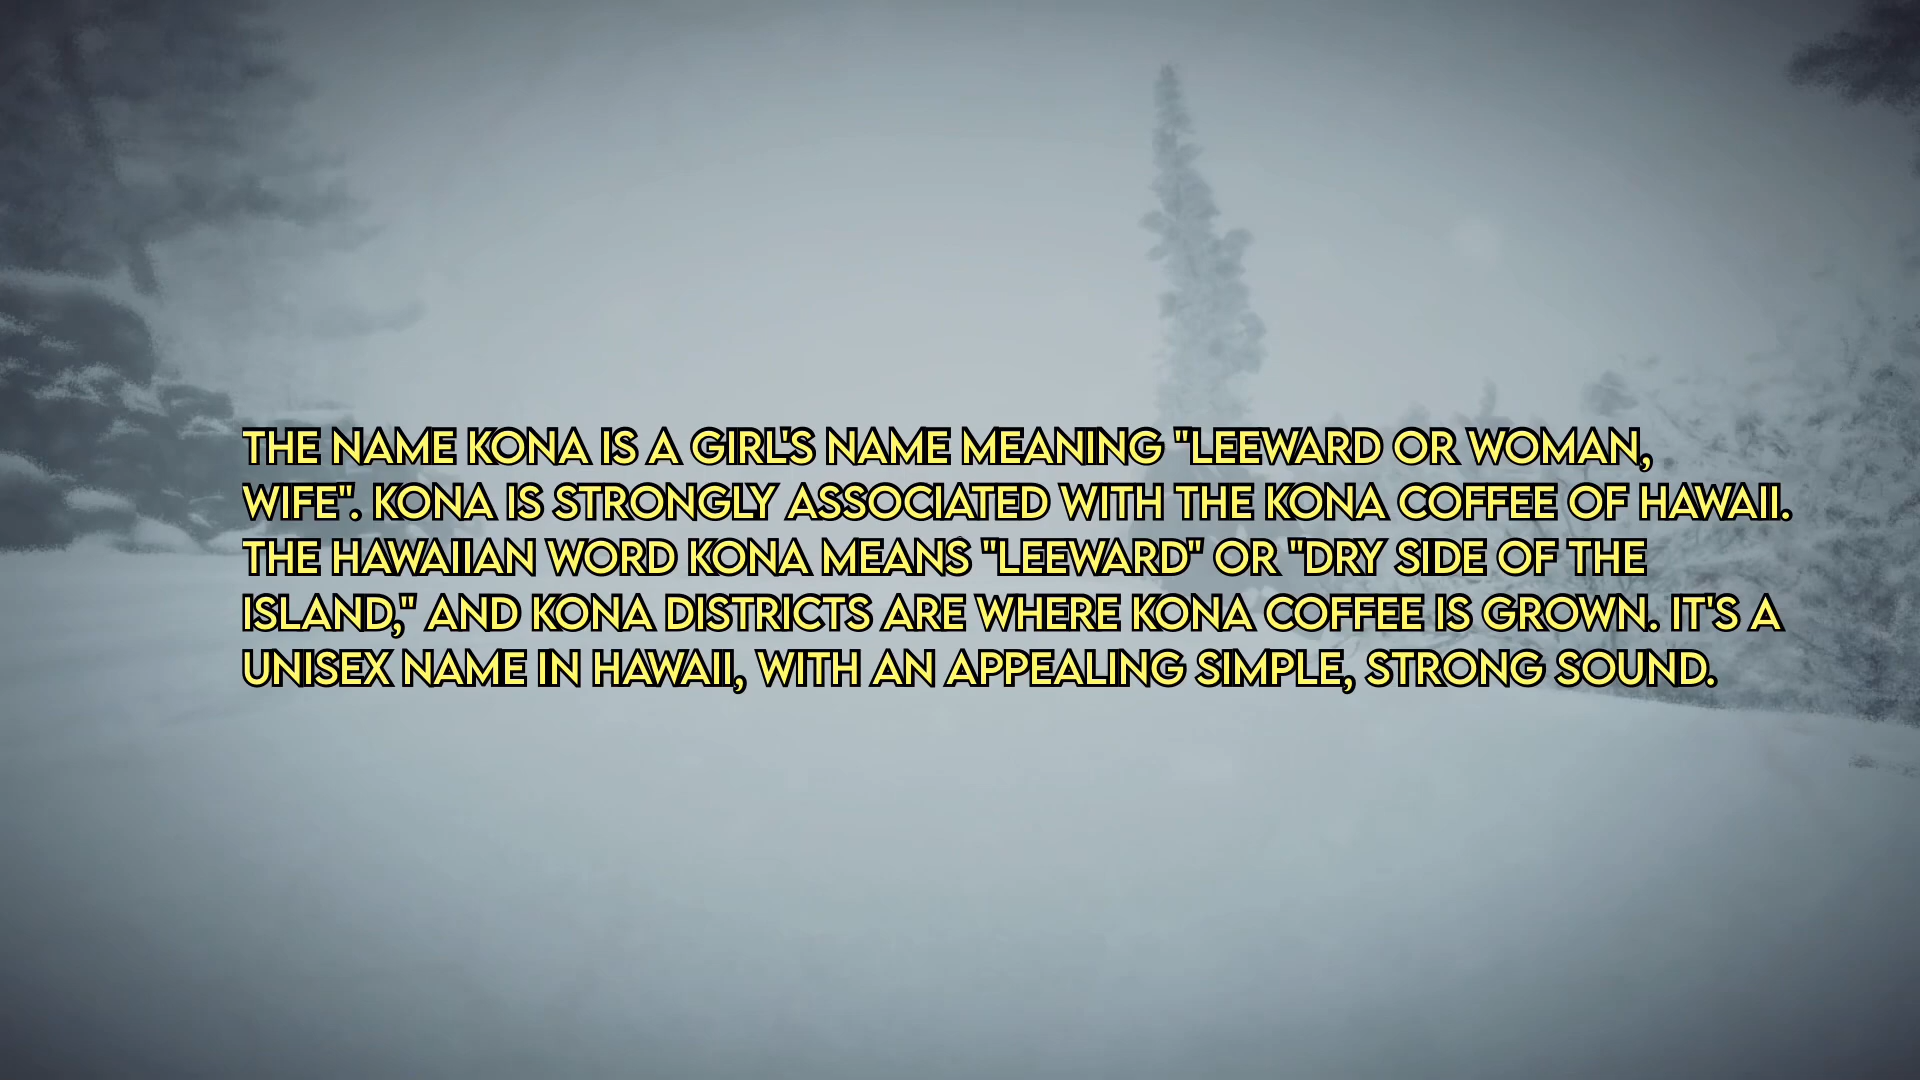 THE NAME KONA IS A GIRL'S NAME MEANING "LEEWARD OR WOMAN,
WIFE". KONA IS STRONGLY ASSOCIATED WITH THE KONA COFFEE OF HAWAII.
THE HAWAIIAN WORD KONA MEANS "LEEWARD" OR "DRY SIDE OF THE
ISLAND," AND KONA DISTRICTS ARE WHERE KONA COFFEE IS GROWN. IT'S A
UNISEX NAME IN HAWAII, WITH AN APPEALING SIMPLE, STRONG SOUND.